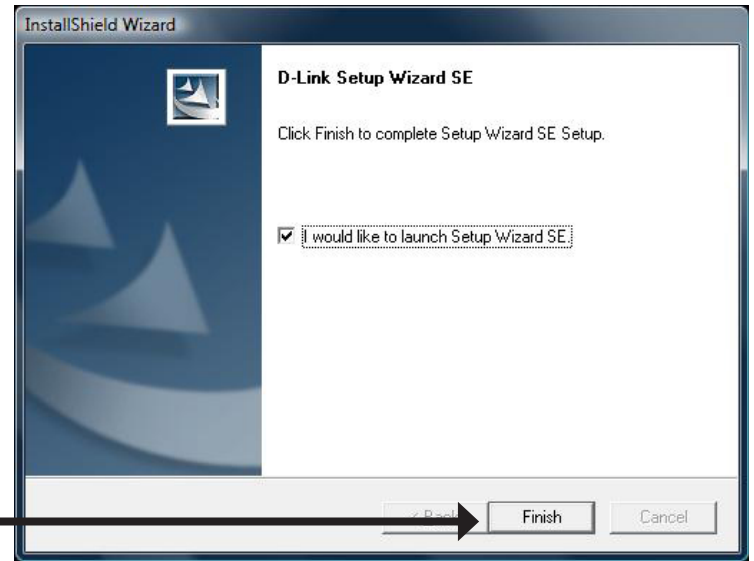 InstallShield Wizard
D-Link Setup Wizard SE
Click Finish to complete Setup Wizard SE Setup.
I would like to launch Setup Wizard SE.
Finish
Cancel